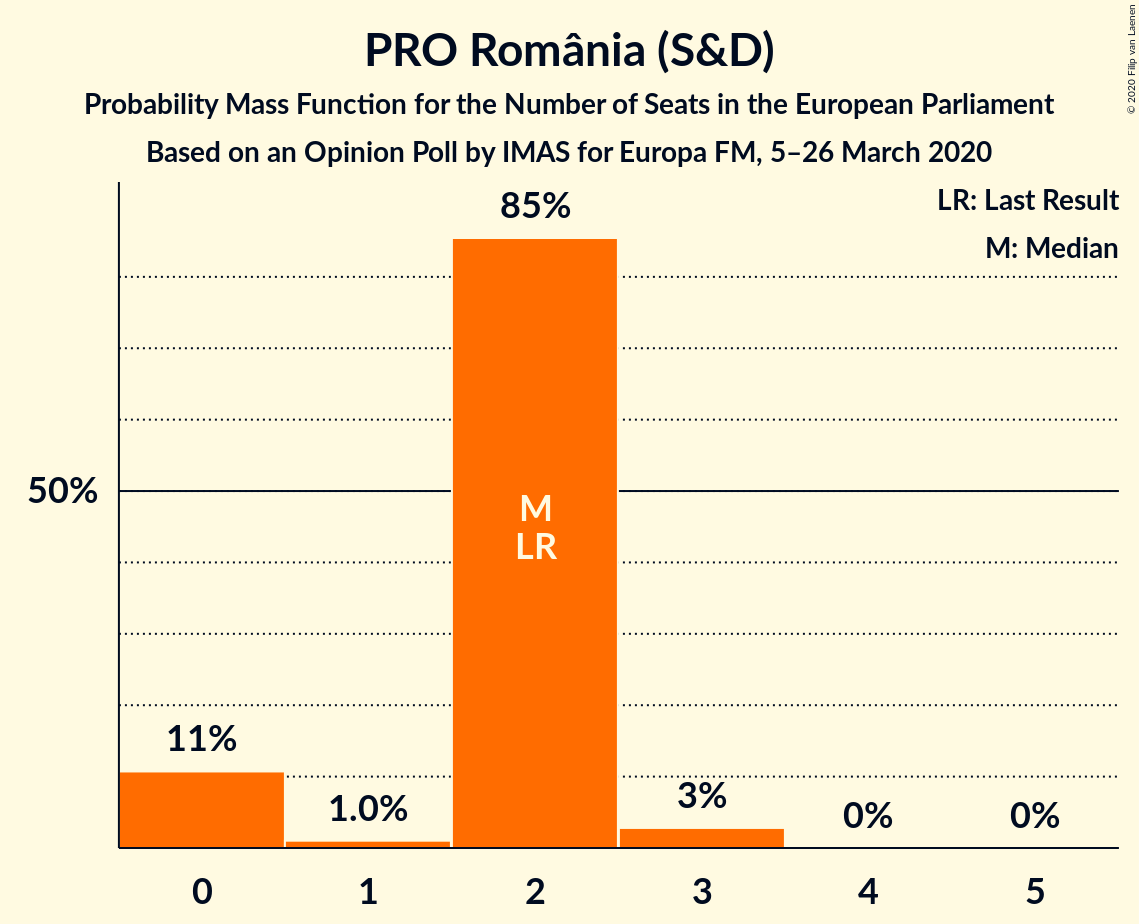 PRO România (S&D)
Probability Mass Function for the Number of Seats in the European Parliament
Based on an Opinion Poll by IMAS for Europa FM, 5–26 March 2020
© 2020 Filip van Laenen
LR: Last Result
M: Median
85%
50%
M
LR
11%
1.0%
3%
0%
0%
0
1
2
3
4
5